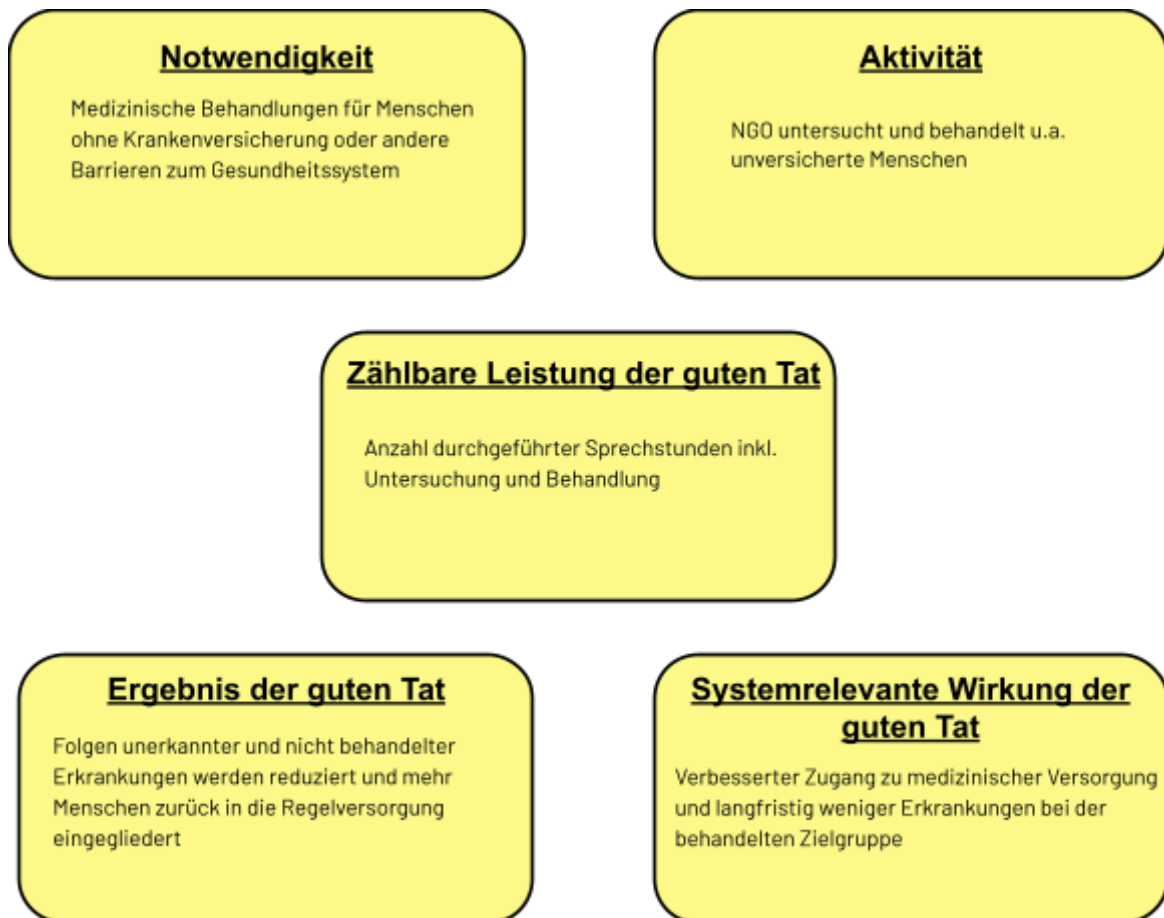 Notwendigkeit
Medizinische Behandlungen für Menschen
ohne Krankenversicherung oder andere
Barrieren zum Gesundheitssystem
Aktivität
NGO untersucht und behandelt u.a.
unversicherte Menschen
Zählbare Leistung der guten Tat
Anzahl durchgeführter Sprechstunden inkl.
Untersuchung und Behandlung
Ergebnis der guten Tat
Folgen unerkannter und nicht behandelter
Erkrankungen werden reduziert und mehr
Menschen zurück in die Regelversorgung
eingegliedert
Systemrelevante Wirkung der
guten Tat
Verbesserter Zugang zu medizinischer Versorgung
und langfristig weniger Erkrankungen bei der
behandelten Zielgruppe